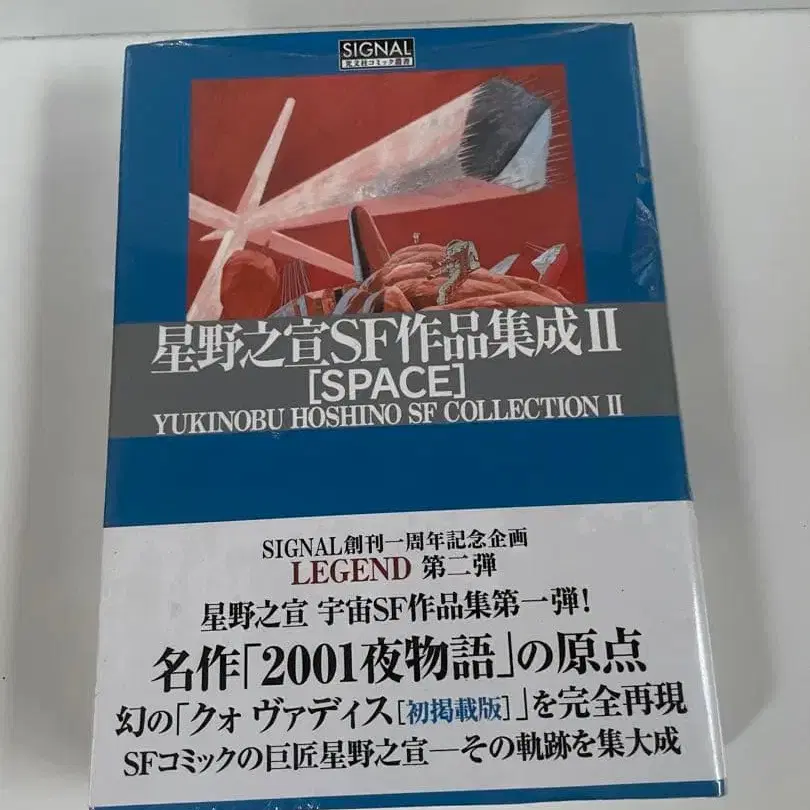 SIGNAL
光文社コミック叢書
星野之宣SF作品集成Ⅱ
[SPACE]
YUKINOBU HOSHINO SF COLLECTION Ⅱ
SIGNAL創刊一周年記念企画
LEGEND 第二弾
星野之宣 宇宙SF作品集第一弾!
名作「2001夜物語」の原点
幻の「クォ ヴァディス[初掲載版]」を完全再現
SFコミックの巨匠星野之宣―その軌跡を集大成